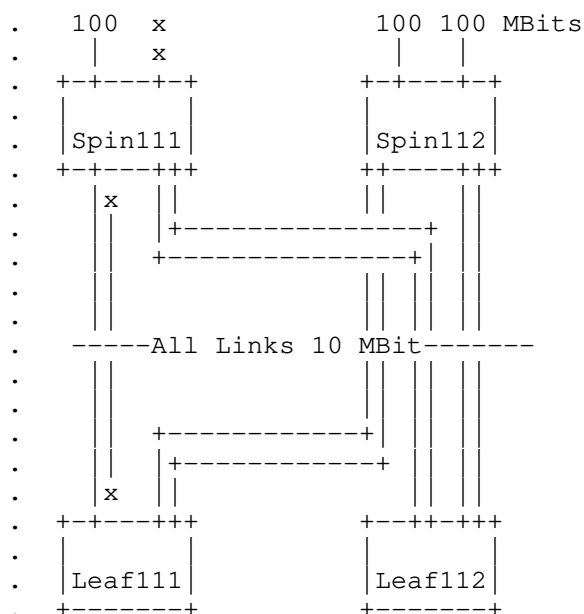 . 100 x 100 100 MBits
. | x | |
. +-+---+-+ +-+---+-+
. | | | |
. |Spin111| |Spin112|
. +-+---+++ ++----+++
. |x || || ||
. || |+---------------+ ||
. || +---------------+| ||
. || || || ||
. || || || ||
. -----All Links 10 MBit-------
. || || || ||
. || || || ||
. || +------------+| || ||
. || |+------------+ || ||
. |x || || ||
. +-+---+++ +--++-+++
. | | | |
. |Leaf111| |Leaf112|
. +-------+ +-------+